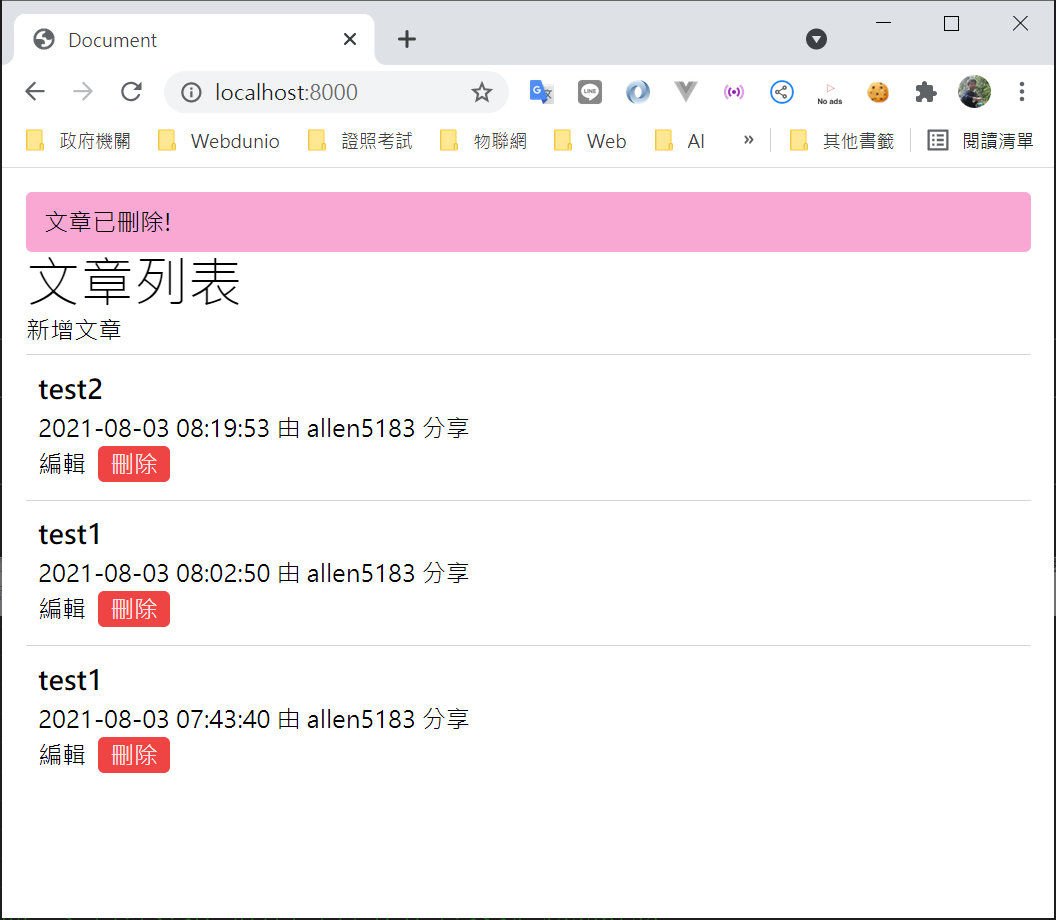 Document
localhost:8000
LINE
No ads
政府機關 Webdunio 證照考試 物聯網 Web AI » 其他書籤 閱讀清單
文章已刪除!
文章列表
新增文章
test2
2021-08-03 08:19:53 由 allen5183 分享
編輯 刪除
test1
2021-08-03 08:02:50 由 allen5183 分享
編輯 刪除
test1
2021-08-03 07:43:40 由 allen5183 分享
編輯 刪除